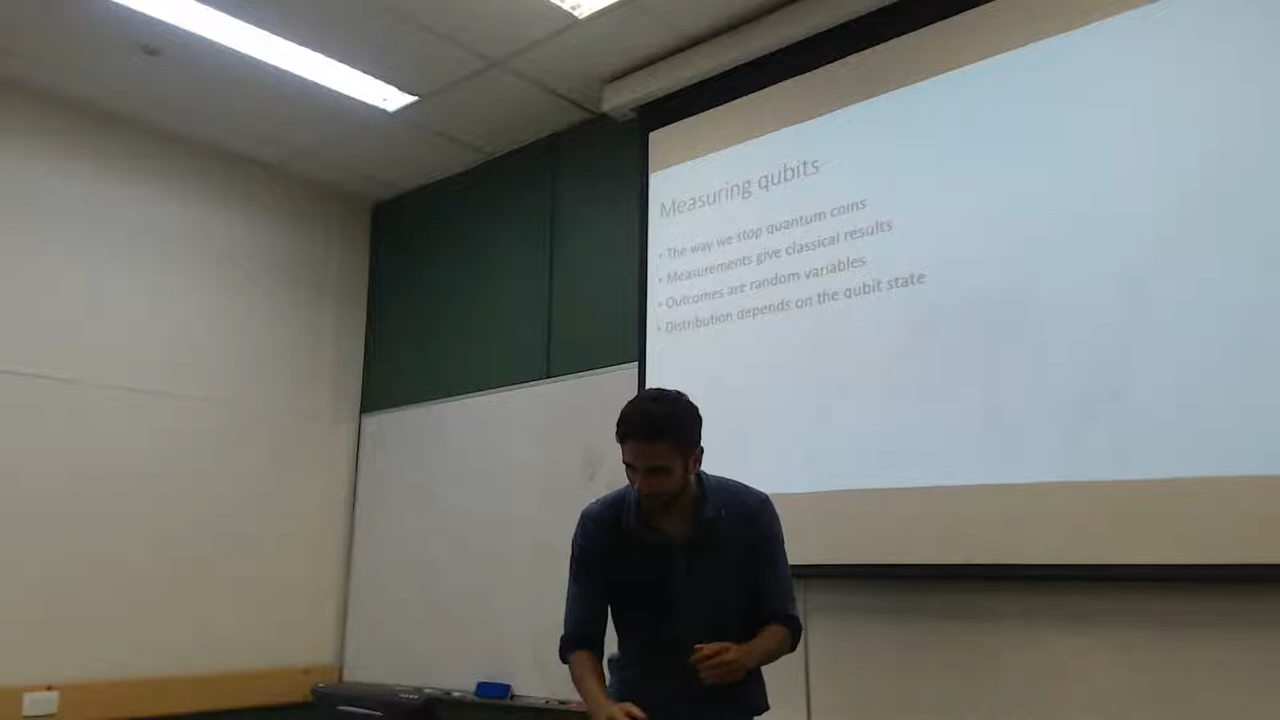 Measuring qubits
• The way we stop quantum coins
• Measurements give classical results
• Outcomes are random variables
• Distribution depends on the qubit state